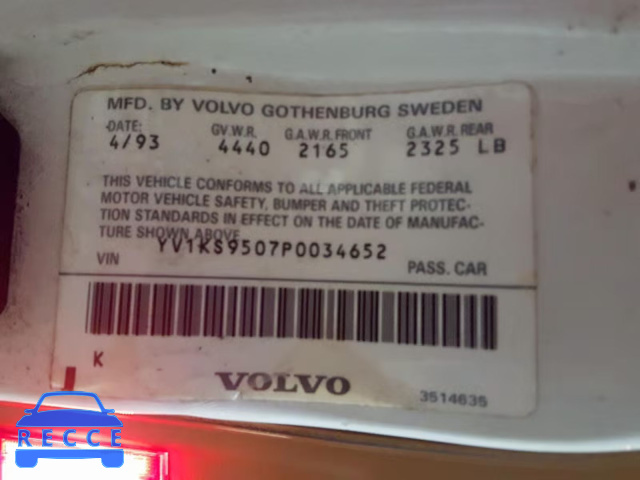 MFD. BY VOLVO GOTHENBURG SWEDEN
DATE: G.V.W.R. G.A.W.R. FRONT G.A.W.R. REAR
4/93 4440 2165 2325 LB
THIS VEHICLE CONFORMS TO ALL APPLICABLE FEDERAL
MOTOR VEHICLE SAFETY, BUMPER AND THEFT PROTEC-
TION STANDARDS IN EFFECT ON THE DATE OF MANUFAC-
TURE SHOWN ABOVE
YV1KS9507P0034652
VIN PASS. CAR
K
VOLVO
3514635
RECCE